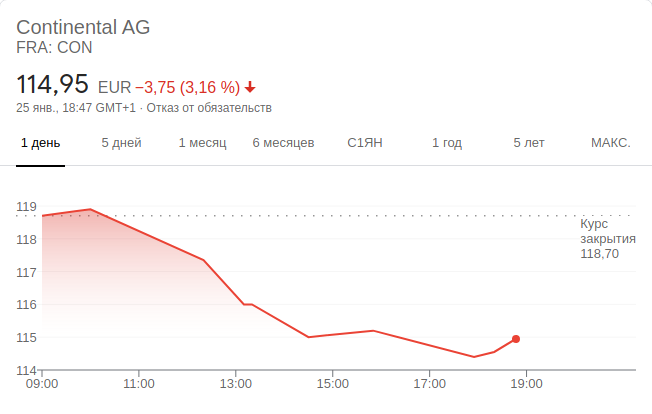 Continental AG
FRA: CON
114,95 EUR −3,75 (3,16 %)
25 янв., 18:47 GMT+1 · Отказ от обязательств
1 день 5 дней 1 месяц 6 месяцев С1ЯН 1 год 5 лет МАКС.
119
118
117
116
115
114
Курс
закрытия
118,70
09:00 11:00 13:00 15:00 17:00 19:00